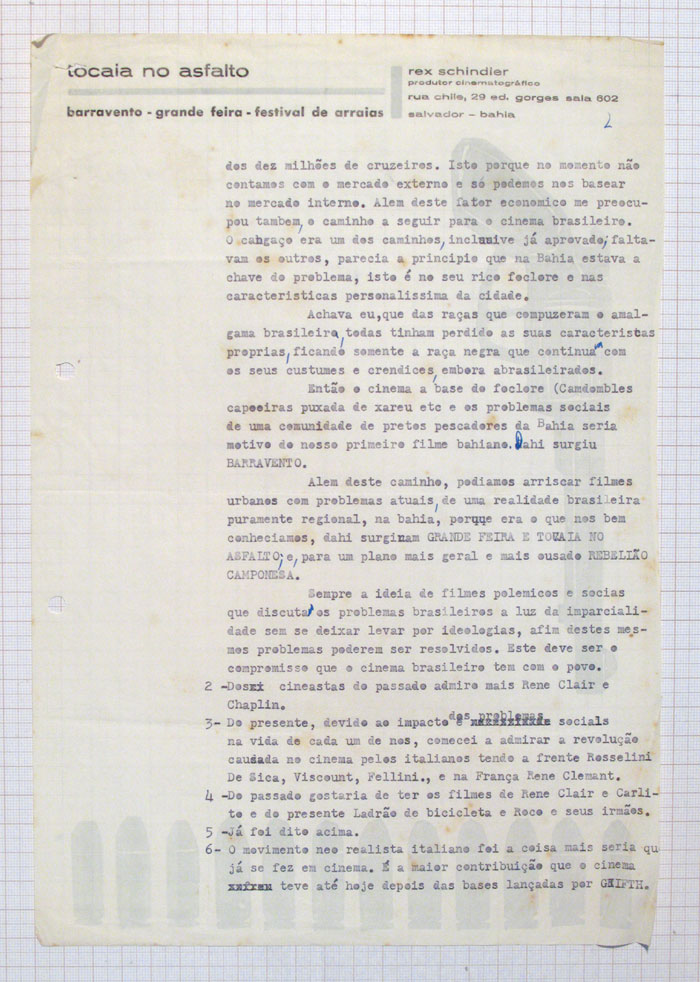 tocaia no asfalto
barravento - grande feira - festival de arraias
rex schindler
produtor cinematográfico
rua chile, 29 ed. gorges sala 602
salvador - bahia
2
dos dez milhões de cruzeiros. Isto porque no momento não
contamos com o mercado externo e só podemos nos basear
no mercado interno. Alem deste fator economico me preocu-
pou tambem, o caminho a seguir para o cinema brasileiro.
O cangaço era um dos caminhos, inclusive já aprovado; falta-
vam os outros, parecia a principio que na Bahia estava a
chave do problema, isto é no seu rico foclore e nas
caracteristicas personalissima da cidade.
Achava eu,que das raças que compuzeram o amal-
gama brasileiro, todas tinham perdido as suas caracteristcas
proprias, ficando somente a raça negra que continuam com
os seus custumes e crendices, embora abrasileirados.
Então o cinema a base do foclore (Camdombles
capoeiras puxada de xareu etc e os problemas sociais
de uma comunidade de pretos pescadores da Bahia seria
motivo do nosso primeiro filme bahiano. Dahi surgiu
BARRAVENTO.
Alem deste caminho, podiamos arriscar filmes
urbanos com problemas atuais, de uma realidade brasileira
puramente regional, na bahia, porque era o que nos bem
conheciamos, dahi surginam GRANDE FEIRA E TOCAIA NO
ASFALTO; e, para um plano mais geral e mais ousado REBELIÃO
CAMPONESA.
Sempre a ideia de filmes polemicos e socias
que discuta os problemas brasileiros a luz da imparciali-
dade sem se deixar levar por ideologias, afim destes mes-
mos problemas poderem ser resolvidos. Este deve ser o
compromisso que o cinema brasileiro tem com o povo.
2 -Dos cineastas do passado admiro mais Rene Clair e
Chaplin.
3- Do presente, devido ao impacto e dos problemas socials
na vida de cada um de nos, comecei a admirar a revolução
caudada no cinema pelos italianos tendo a frente Rosselini
De Sica, Viscount, Fellini., e na França Rene Clemant.
4 -Do passado gostaria de ter os filmes de Rene Clair e Carli-
to e do presente Ladrão de bicicleta e Roco e seus irmãos.
5 -Já foi dito acima.
6- O movimento neo realista italiano foi a coisa mais seria qu
já se fez em cinema. É a maior contribuição que o cinema
teve até hoje depois das bases lançadas por GRIFTH.